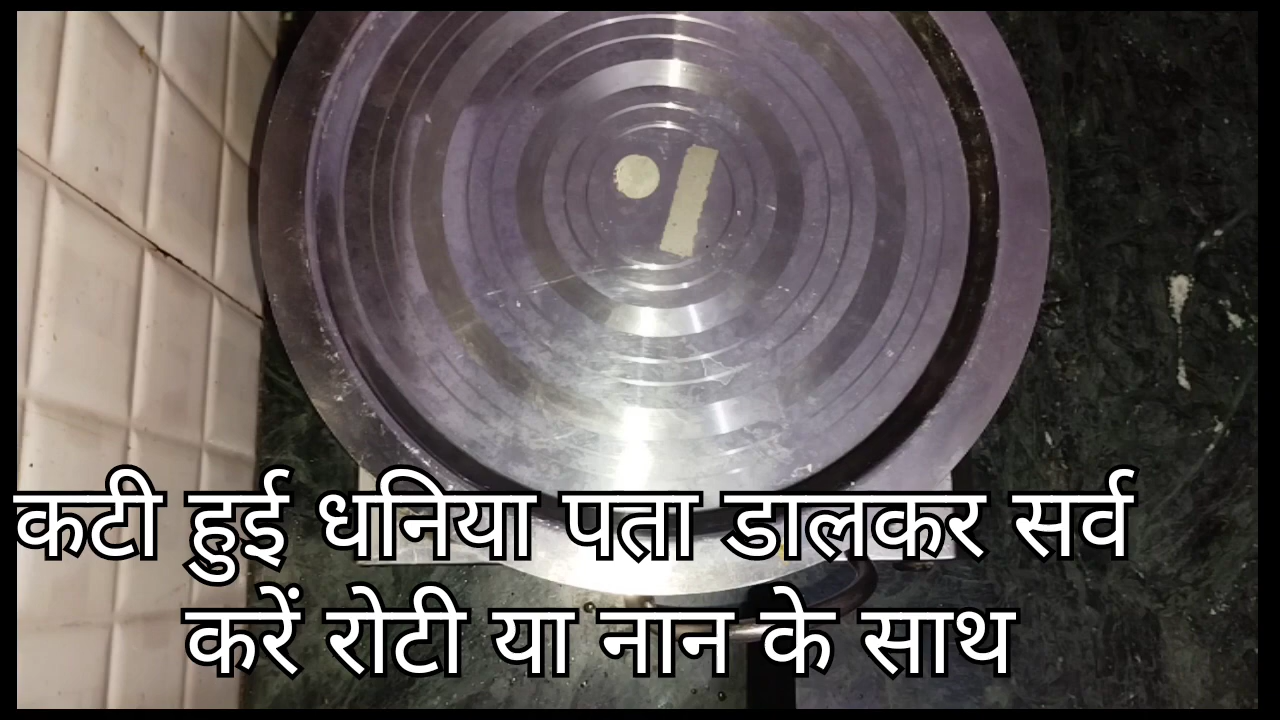 कटी हुई धनिया पता डालकर सर्व
करें रोटी या नान के साथ